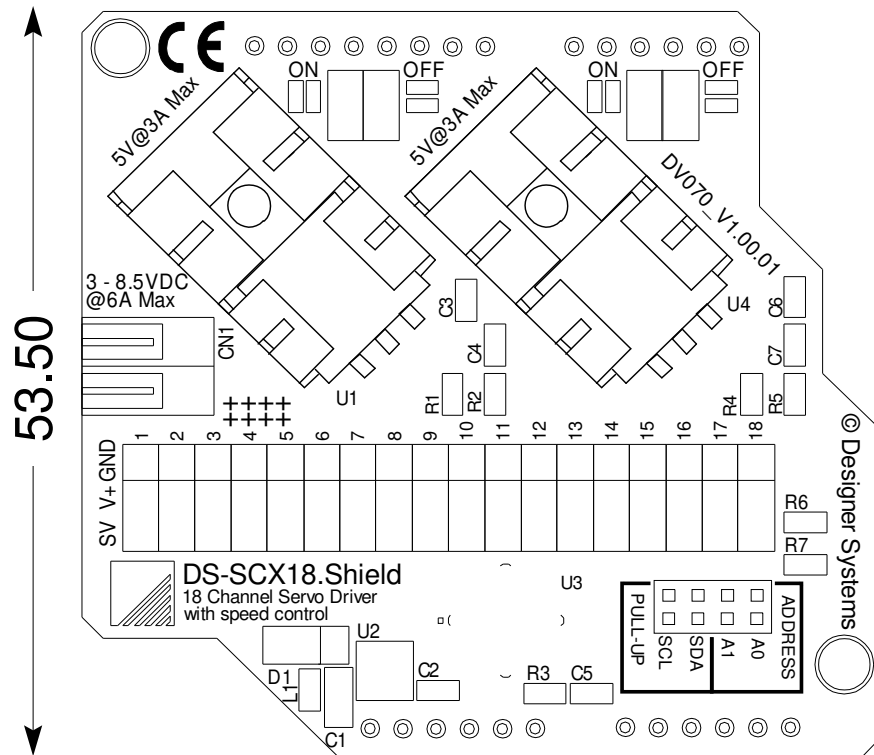 CE
ON OFF
ON OFF
5V@3A Max
5V@3A Max
DV070_V1.00.01
3 - 8.5VDC
@6A Max
CN1
C3
U4
C6
C4
C7
U1
R1
R2
R4
R5
53.50
1 2 3 4 5 6 7 8 9 10 11 12 13 14 15 16 17 18
SV V+ GND
© Designer Systems
R6
R7
DS-SCX18.Shield
18 Channel Servo Driver
with speed control
U3
U2
PULL-UP
SCL
SDA
A1
A0
ADDRESS
D1
L1
C2
R3
C5
C1